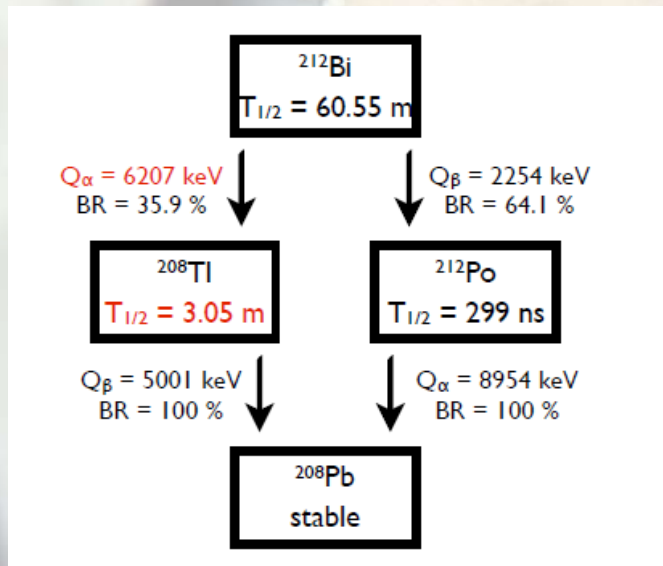 ²¹²Bi
T₁/₂ = 60.55 m
Qα = 6207 keV
BR = 35.9 %
Qβ = 2254 keV
BR = 64.1 %
²⁰⁸Tl
T₁/₂ = 3.05 m
²¹²Po
T₁/₂ = 299 ns
Qβ = 5001 keV
BR = 100 %
Qα = 8954 keV
BR = 100 %
²⁰⁸Pb
stable